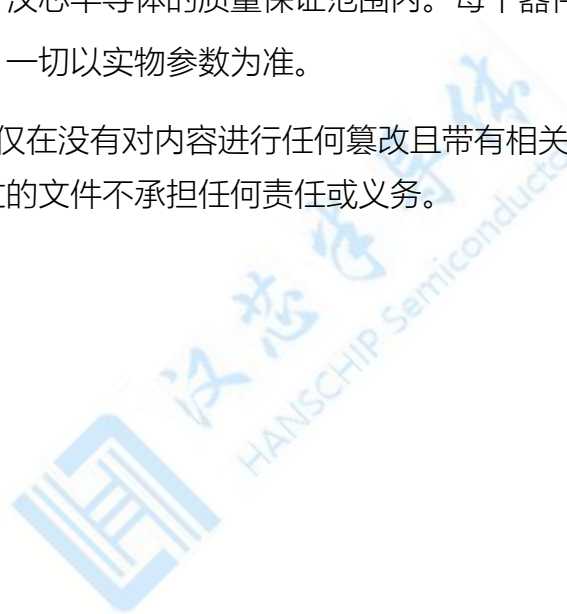 汉芯半导体的质量保证范围内。每个器件
一切以实物参数为准。
仅在没有对内容进行任何篡改且带有相关
的文件不承担任何责任或义务。
汉芯半导体
HANSCHIP Semiconductor